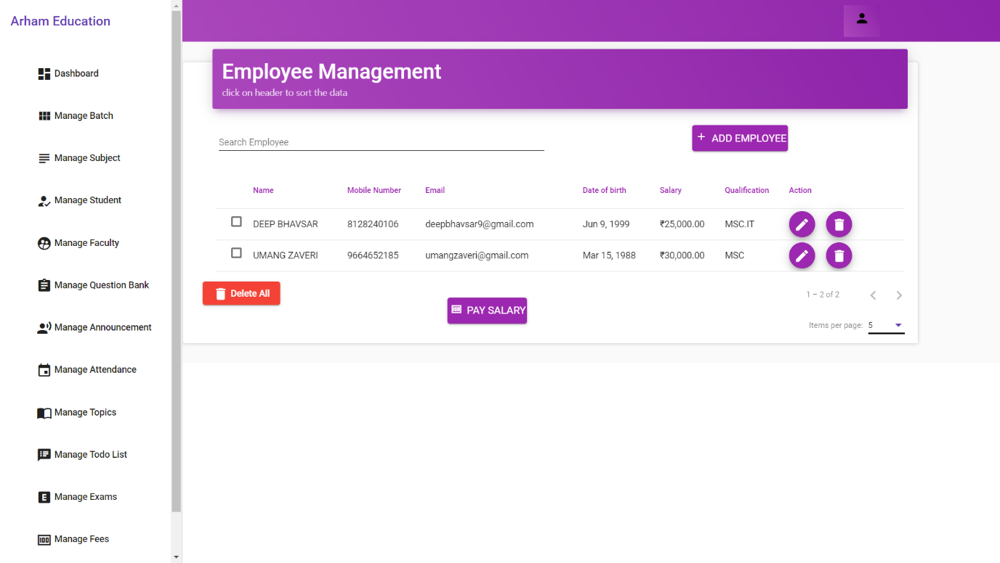 Arham Education
Dashboard
Manage Batch
Manage Subject
Manage Student
Manage Faculty
Manage Question Bank
Manage Announcement
Manage Attendance
Manage Topics
Manage Todo List
E Manage Exams
100 Manage Fees
Employee Management
click on header to sort the data
Search Employee
+ ADD EMPLOYEE
Name Mobile Number Email Date of birth Salary Qualification Action
DEEP BHAVSAR 8128240106 deepbhavsar9@gmail.com Jun 9, 1999 ₹25,000.00 MSC.IT
UMANG ZAVERI 9664652185 umangzaveri@gmail.com Mar 15, 1988 ₹30,000.00 MSC
Delete All
PAY SALARY
1 – 2 of 2
Items per page: 5